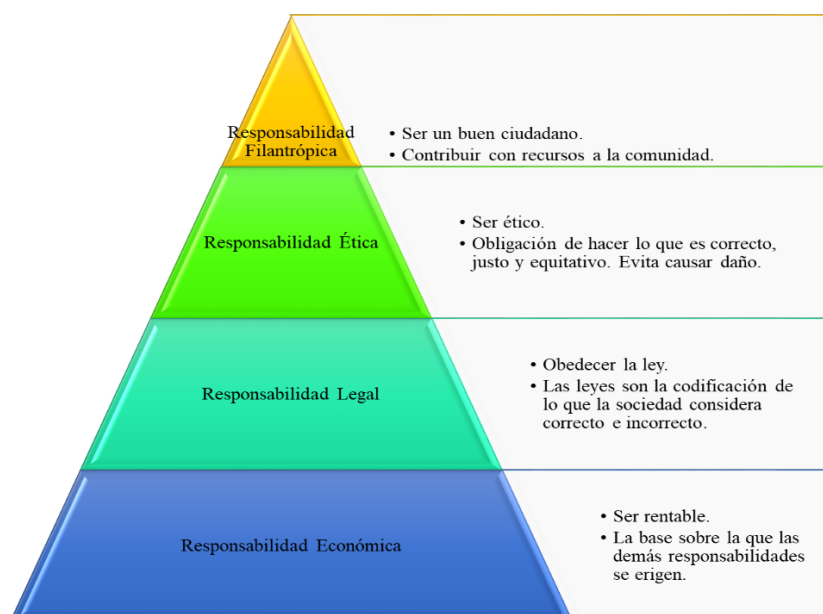 Responsabilidad
Filantrópica
• Ser un buen ciudadano.
• Contribuir con recursos a la comunidad.
Responsabilidad Ética
• Ser ético.
• Obligación de hacer lo que es correcto,
justo y equitativo. Evita causar daño.
Responsabilidad Legal
• Obedecer la ley.
• Las leyes son la codificación de
lo que la sociedad considera
correcto e incorrecto.
Responsabilidad Económica
• Ser rentable.
• La base sobre la que las
demás responsabilidades
se erigen.